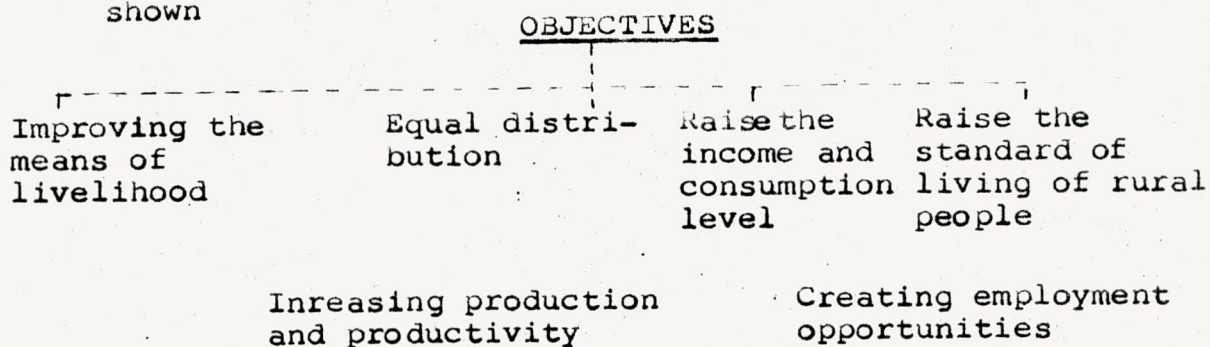 shown
OBJECTIVES
Improving the
means of
livelihood
Equal distri-
bution
Raise the
income and
consumption
level
Raise the
standard of
living of rural
people
Inreasing production
and productivity
Creating employment
opportunities